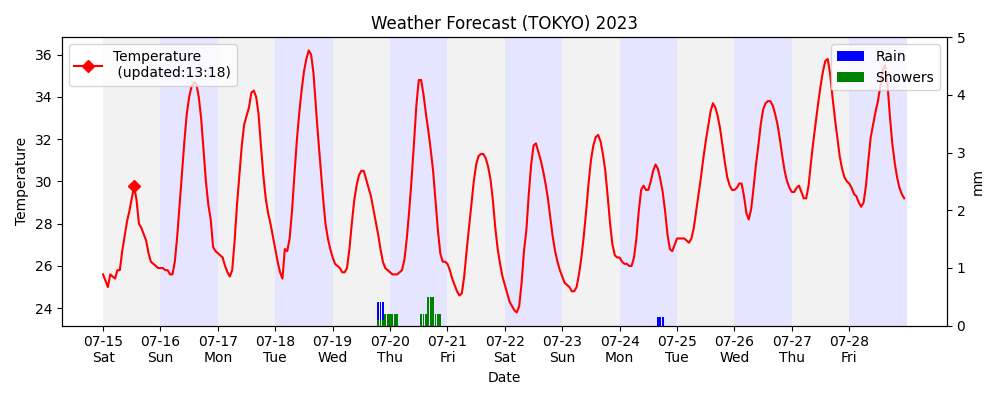 Weather Forecast (TOKYO) 2023
Temperature
(updated:13:18)
Rain
Showers
Temperature
36
34
32
30
28
26
24
5
4
3
2
1
0
mm
07-15 07-16 07-17 07-18 07-19 07-20 07-21 07-22 07-23 07-24 07-25 07-26 07-27 07-28
Sat Sun Mon Tue Wed Thu Fri Sat Sun Mon Tue Wed Thu Fri
Date